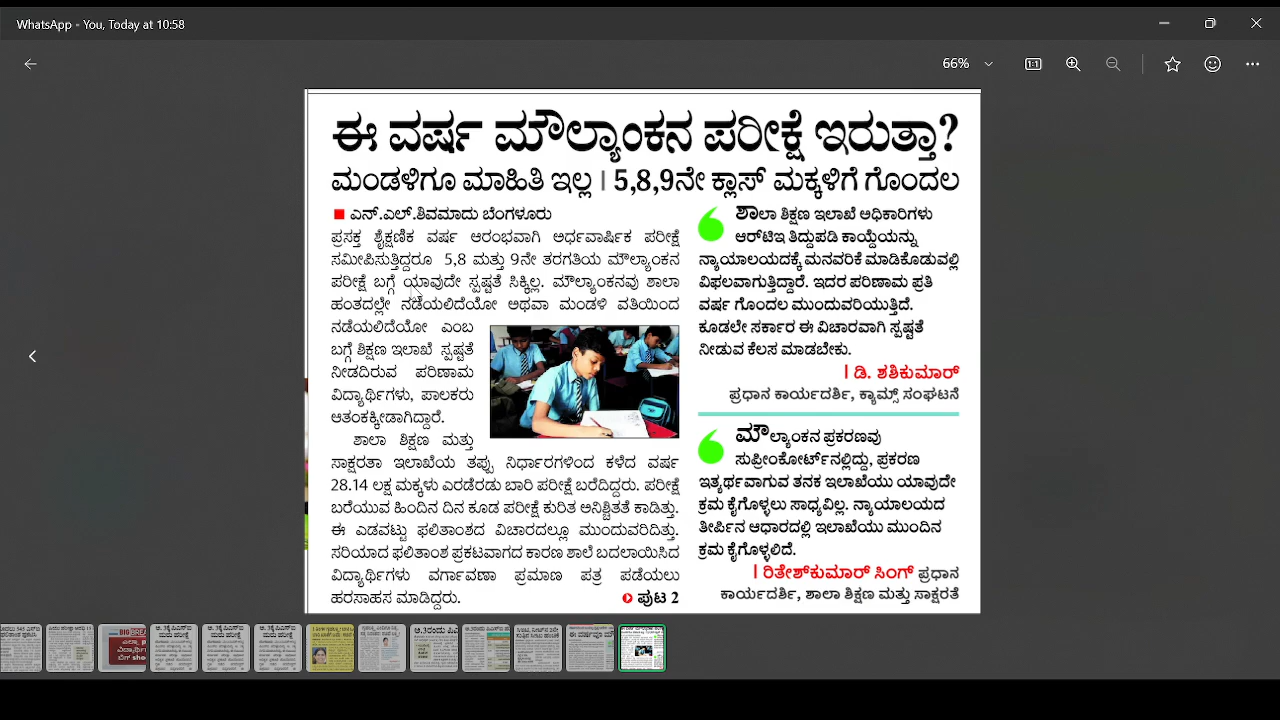 WhatsApp - You, Today at 10:58
66%
1:1
ಈ ವರ್ಷ ಮೌಲ್ಯಾಂಕನ ಪರೀಕ್ಷೆ ಇರುತ್ತಾ?
ಮಂಡಳಿಗೂ ಮಾಹಿತಿ ಇಲ್ಲ | 5,8,9ನೇ ಕ್ಲಾಸ್ ಮಕ್ಕಳಿಗೆ ಗೊಂದಲ
ಎನ್.ಎಲ್.ಶಿವಮಾದು ಬೆಂಗಳೂರು
ಪ್ರಸಕ್ತ ಶೈಕ್ಷಣಿಕ ವರ್ಷ ಆರಂಭವಾಗಿ ಅರ್ಧವಾರ್ಷಿಕ ಪರೀಕ್ಷೆ
ಸಮೀಪಿಸುತ್ತಿದ್ದರೂ 5,8 ಮತ್ತು 9ನೇ ತರಗತಿಯ ಮೌಲ್ಯಾಂಕನ
ಪರೀಕ್ಷೆ ಬಗ್ಗೆ ಯಾವುದೇ ಸ್ಪಷ್ಟತೆ ಸಿಕ್ಕಿಲ್ಲ. ಮೌಲ್ಯಾಂಕನವು ಶಾಲಾ
ಹಂತದಲ್ಲೇ ನಡೆಯಲಿದೆಯೋ ಅಥವಾ ಮಂಡಳಿ ವತಿಯಿಂದ
ನಡೆಯಲಿದೆಯೋ ಎಂಬ
ಬಗ್ಗೆ ಶಿಕ್ಷಣ ಇಲಾಖೆ ಸ್ಪಷ್ಟತೆ
ನೀಡದಿರುವ ಪರಿಣಾಮ
ವಿದ್ಯಾರ್ಥಿಗಳು, ಪಾಲಕರು
ಆತಂಕಕ್ಕೀಡಾಗಿದ್ದಾರೆ.
ಶಾಲಾ ಶಿಕ್ಷಣ ಮತ್ತು
ಸಾಕ್ಷರತಾ ಇಲಾಖೆಯ ತಪ್ಪು ನಿರ್ಧಾರಗಳಿಂದ ಕಳೆದ ವರ್ಷ
28.14 ಲಕ್ಷ ಮಕ್ಕಳು ಎರಡೆರಡು ಬಾರಿ ಪರೀಕ್ಷೆ ಬರೆದಿದ್ದರು. ಪರೀಕ್ಷೆ
ಬರೆಯುವ ಹಿಂದಿನ ದಿನ ಕೂಡ ಪರೀಕ್ಷೆ ಕುರಿತ ಅನಿಶ್ಚಿತತೆ ಕಾಡಿತ್ತು.
ಈ ಎಡವಟ್ಟು ಫಲಿತಾಂಶದ ವಿಚಾರದಲ್ಲೂ ಮುಂದುವರಿದಿತ್ತು.
ಸರಿಯಾದ ಫಲಿತಾಂಶ ಪ್ರಕಟವಾಗದ ಕಾರಣ ಶಾಲೆ ಬದಲಾಯಿಸಿದ
ವಿದ್ಯಾರ್ಥಿಗಳು ವರ್ಗಾವಣಾ ಪ್ರಮಾಣ ಪತ್ರ ಪಡೆಯಲು
ಹರಸಾಹಸ ಮಾಡಿದ್ದರು.
ಪುಟ 2
ಶಾಲಾ ಶಿಕ್ಷಣ ಇಲಾಖೆ ಅಧಿಕಾರಿಗಳು
ಆರ್‌ಟಿಇ ತಿದ್ದುಪಡಿ ಕಾಯ್ದೆಯನ್ನು
ನ್ಯಾಯಾಲಯದಕ್ಕೆ ಮನವರಿಕೆ ಮಾಡಿಕೊಡುವಲ್ಲಿ
ವಿಫಲವಾಗುತ್ತಿದ್ದಾರೆ. ಇದರ ಪರಿಣಾಮ ಪ್ರತಿ
ವರ್ಷ ಗೊಂದಲ ಮುಂದುವರಿಯುತ್ತಿದೆ.
ಕೂಡಲೇ ಸರ್ಕಾರ ಈ ವಿಚಾರವಾಗಿ ಸ್ಪಷ್ಟತೆ
ನೀಡುವ ಕೆಲಸ ಮಾಡಬೇಕು.
| ಡಿ. ಶಶಿಕುಮಾರ್
ಪ್ರಧಾನ ಕಾರ್ಯದರ್ಶಿ, ಕ್ಯಾಮ್ಸ್ ಸಂಘಟನೆ
ಮೌಲ್ಯಾಂಕನ ಪ್ರಕರಣವು
ಸುಪ್ರೀಂಕೋರ್ಟ್‌ನಲ್ಲಿದ್ದು, ಪ್ರಕರಣ
ಇತ್ಯರ್ಥವಾಗುವ ತನಕ ಇಲಾಖೆಯು ಯಾವುದೇ
ಕ್ರಮ ಕೈಗೊಳ್ಳಲು ಸಾಧ್ಯವಿಲ್ಲ. ನ್ಯಾಯಾಲಯದ
ತೀರ್ಪಿನ ಆಧಾರದಲ್ಲಿ ಇಲಾಖೆಯು ಮುಂದಿನ
ಕ್ರಮ ಕೈಗೊಳ್ಳಲಿದೆ.
| ರಿತೇಶ್‌ಕುಮಾರ್ ಸಿಂಗ್ ಪ್ರಧಾನ
ಕಾರ್ಯದರ್ಶಿ, ಶಾಲಾ ಶಿಕ್ಷಣ ಮತ್ತು ಸಾಕ್ಷರತೆ